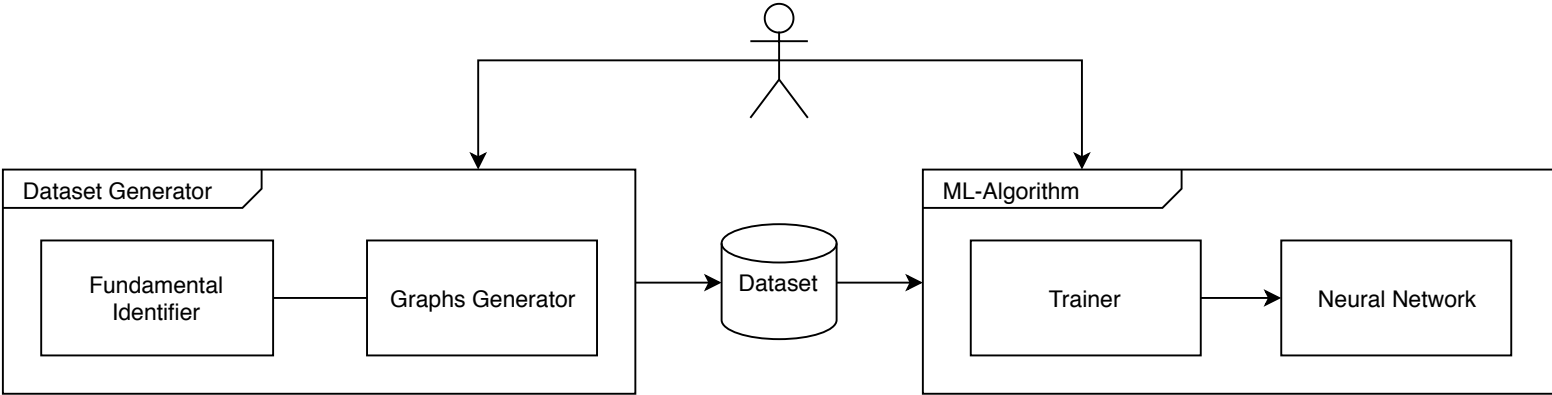 Dataset Generator
ML-Algorithm
Fundamental
Identifier
Graphs Generator
Dataset
Trainer
Neural Network